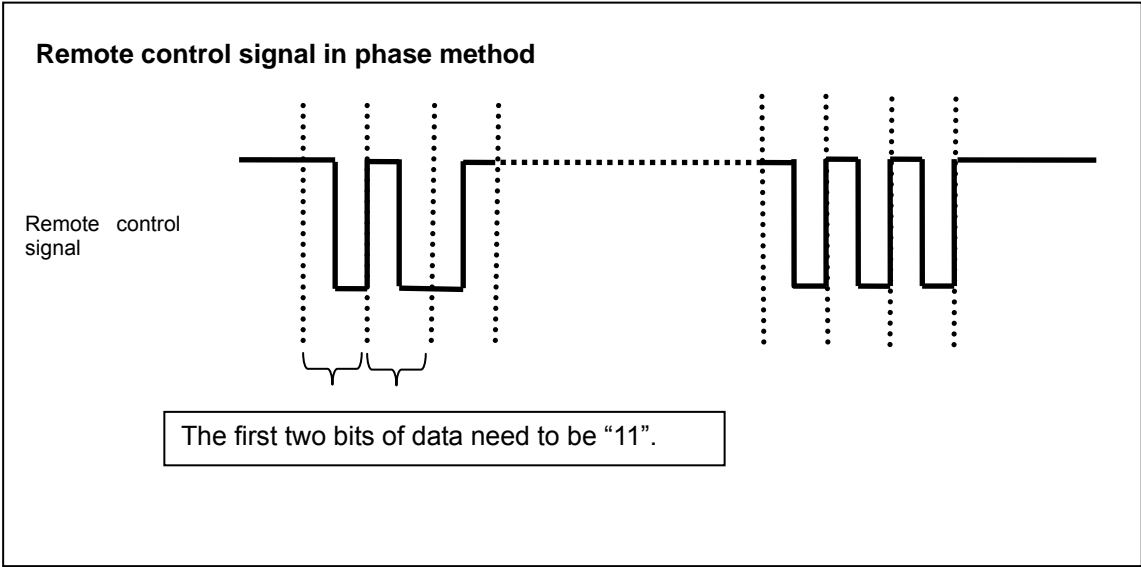 Remote control signal in phase method
Remote control
signal
The first two bits of data need to be “11”.